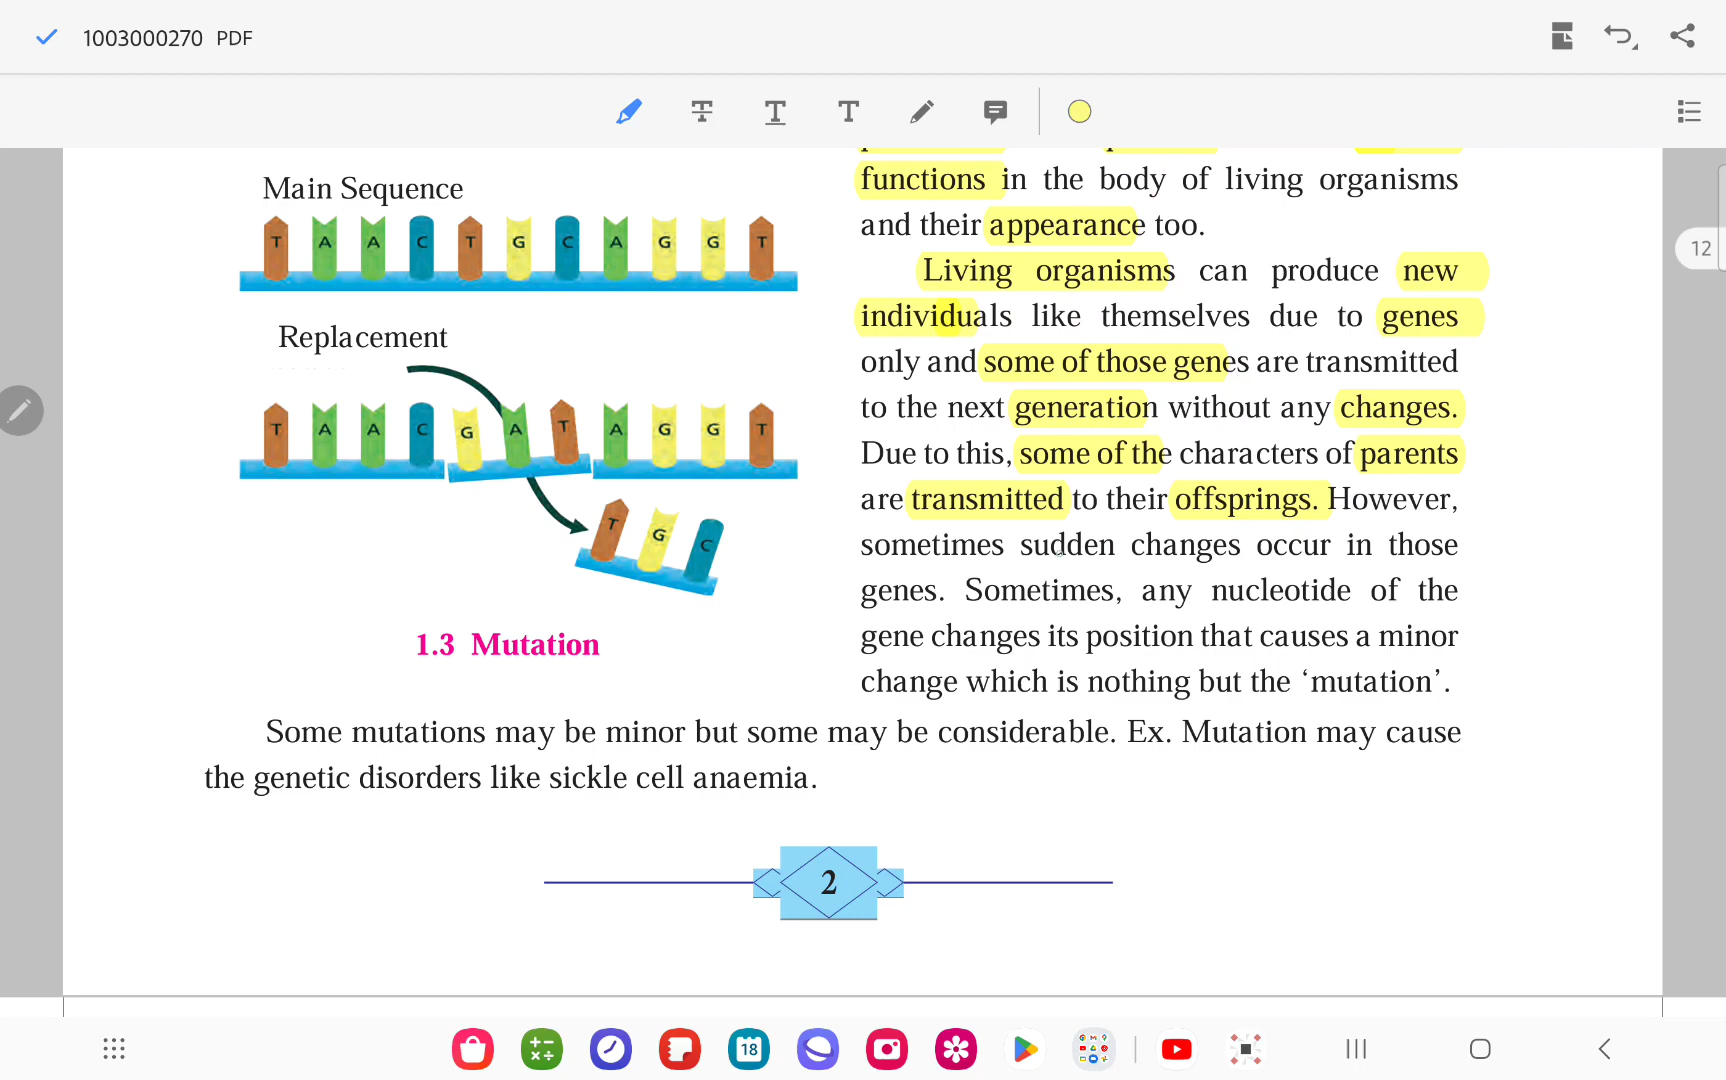 1003000270 PDF
12
Main Sequence
T A A C T G C A G G T
Replacement
T A A C G A T A G G T
T G C
1.3 Mutation
functions in the body of living organisms
and their appearance too.
Living organisms can produce new
individuals like themselves due to genes
only and some of those genes are transmitted
to the next generation without any changes.
Due to this, some of the characters of parents
are transmitted to their offsprings. However,
sometimes sudden changes occur in those
genes. Sometimes, any nucleotide of the
gene changes its position that causes a minor
change which is nothing but the ‘mutation’.
Some mutations may be minor but some may be considerable. Ex. Mutation may cause
the genetic disorders like sickle cell anaemia.
2
18